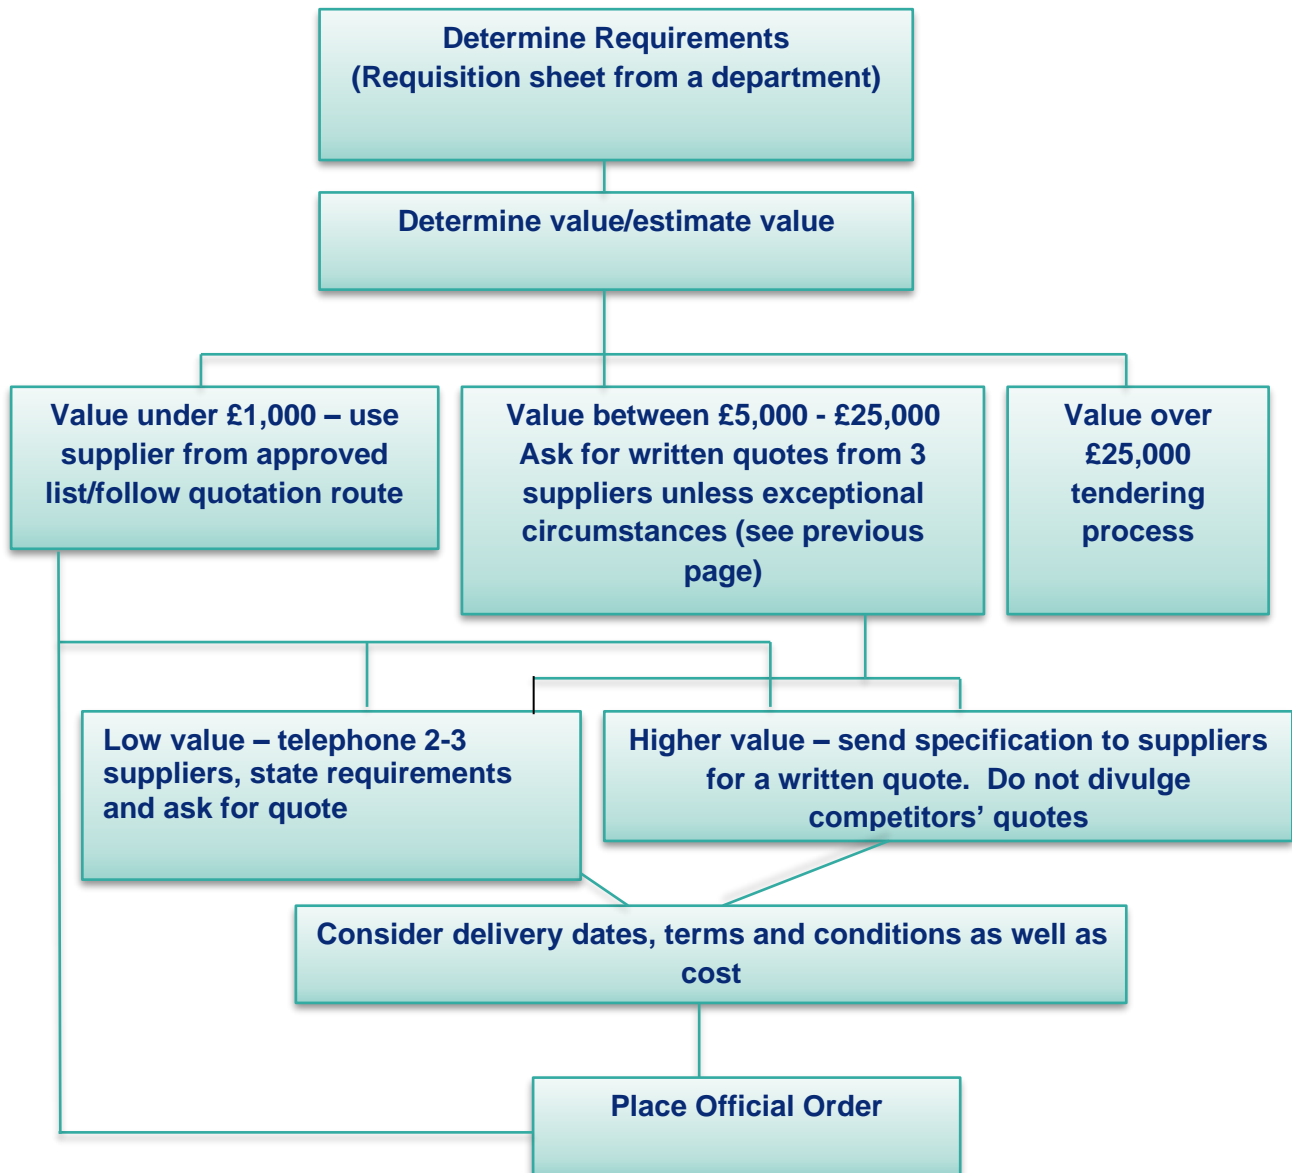 Determine Requirements
(Requisition sheet from a department)
Determine value/estimate value
Value under £1,000 – use
supplier from approved
list/follow quotation route
Value between £5,000 - £25,000
Ask for written quotes from 3
suppliers unless exceptional
circumstances (see previous
page)
Value over
£25,000
tendering
process
Low value – telephone 2-3
suppliers, state requirements
and ask for quote
Higher value – send specification to suppliers
for a written quote.  Do not divulge
competitors’ quotes
Consider delivery dates, terms and conditions as well as
cost
Place Official Order